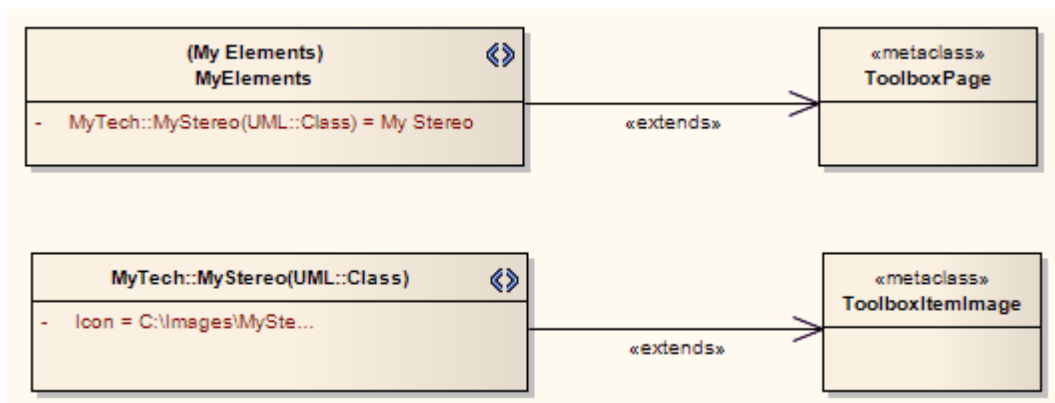 (My Elements)
MyElements
- MyTech::MyStereo(UML::Class) = My Stereo
«extends»
«metaclass»
ToolboxPage
MyTech::MyStereo(UML::Class)
- Icon = C:\Images\MySte...
«extends»
«metaclass»
ToolboxItemImage